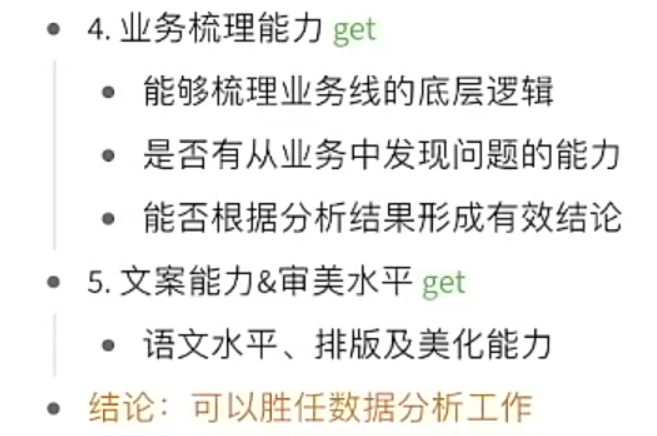 4. 业务梳理能力 get
能够梳理业务线的底层逻辑
是否有从业务中发现问题的能力
能否根据分析结果形成有效结论
5. 文案能力&审美水平 get
语文水平、排版及美化能力
结论：可以胜任数据分析工作